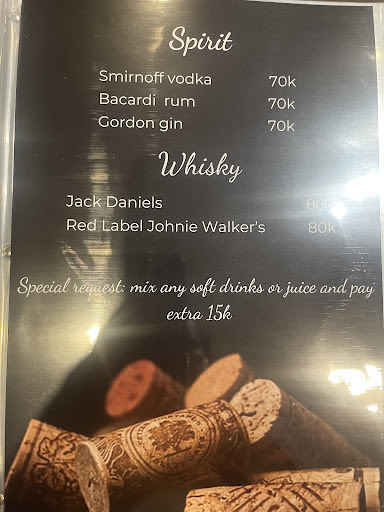 Spirit
Smirnoff vodka 70k
Bacardi rum 70k
Gordon gin 70k
Whisky
Jack Daniels 80k
Red Label Johnie Walker's 80k
Special request: mix any soft drinks or juice and pay
extra 15k